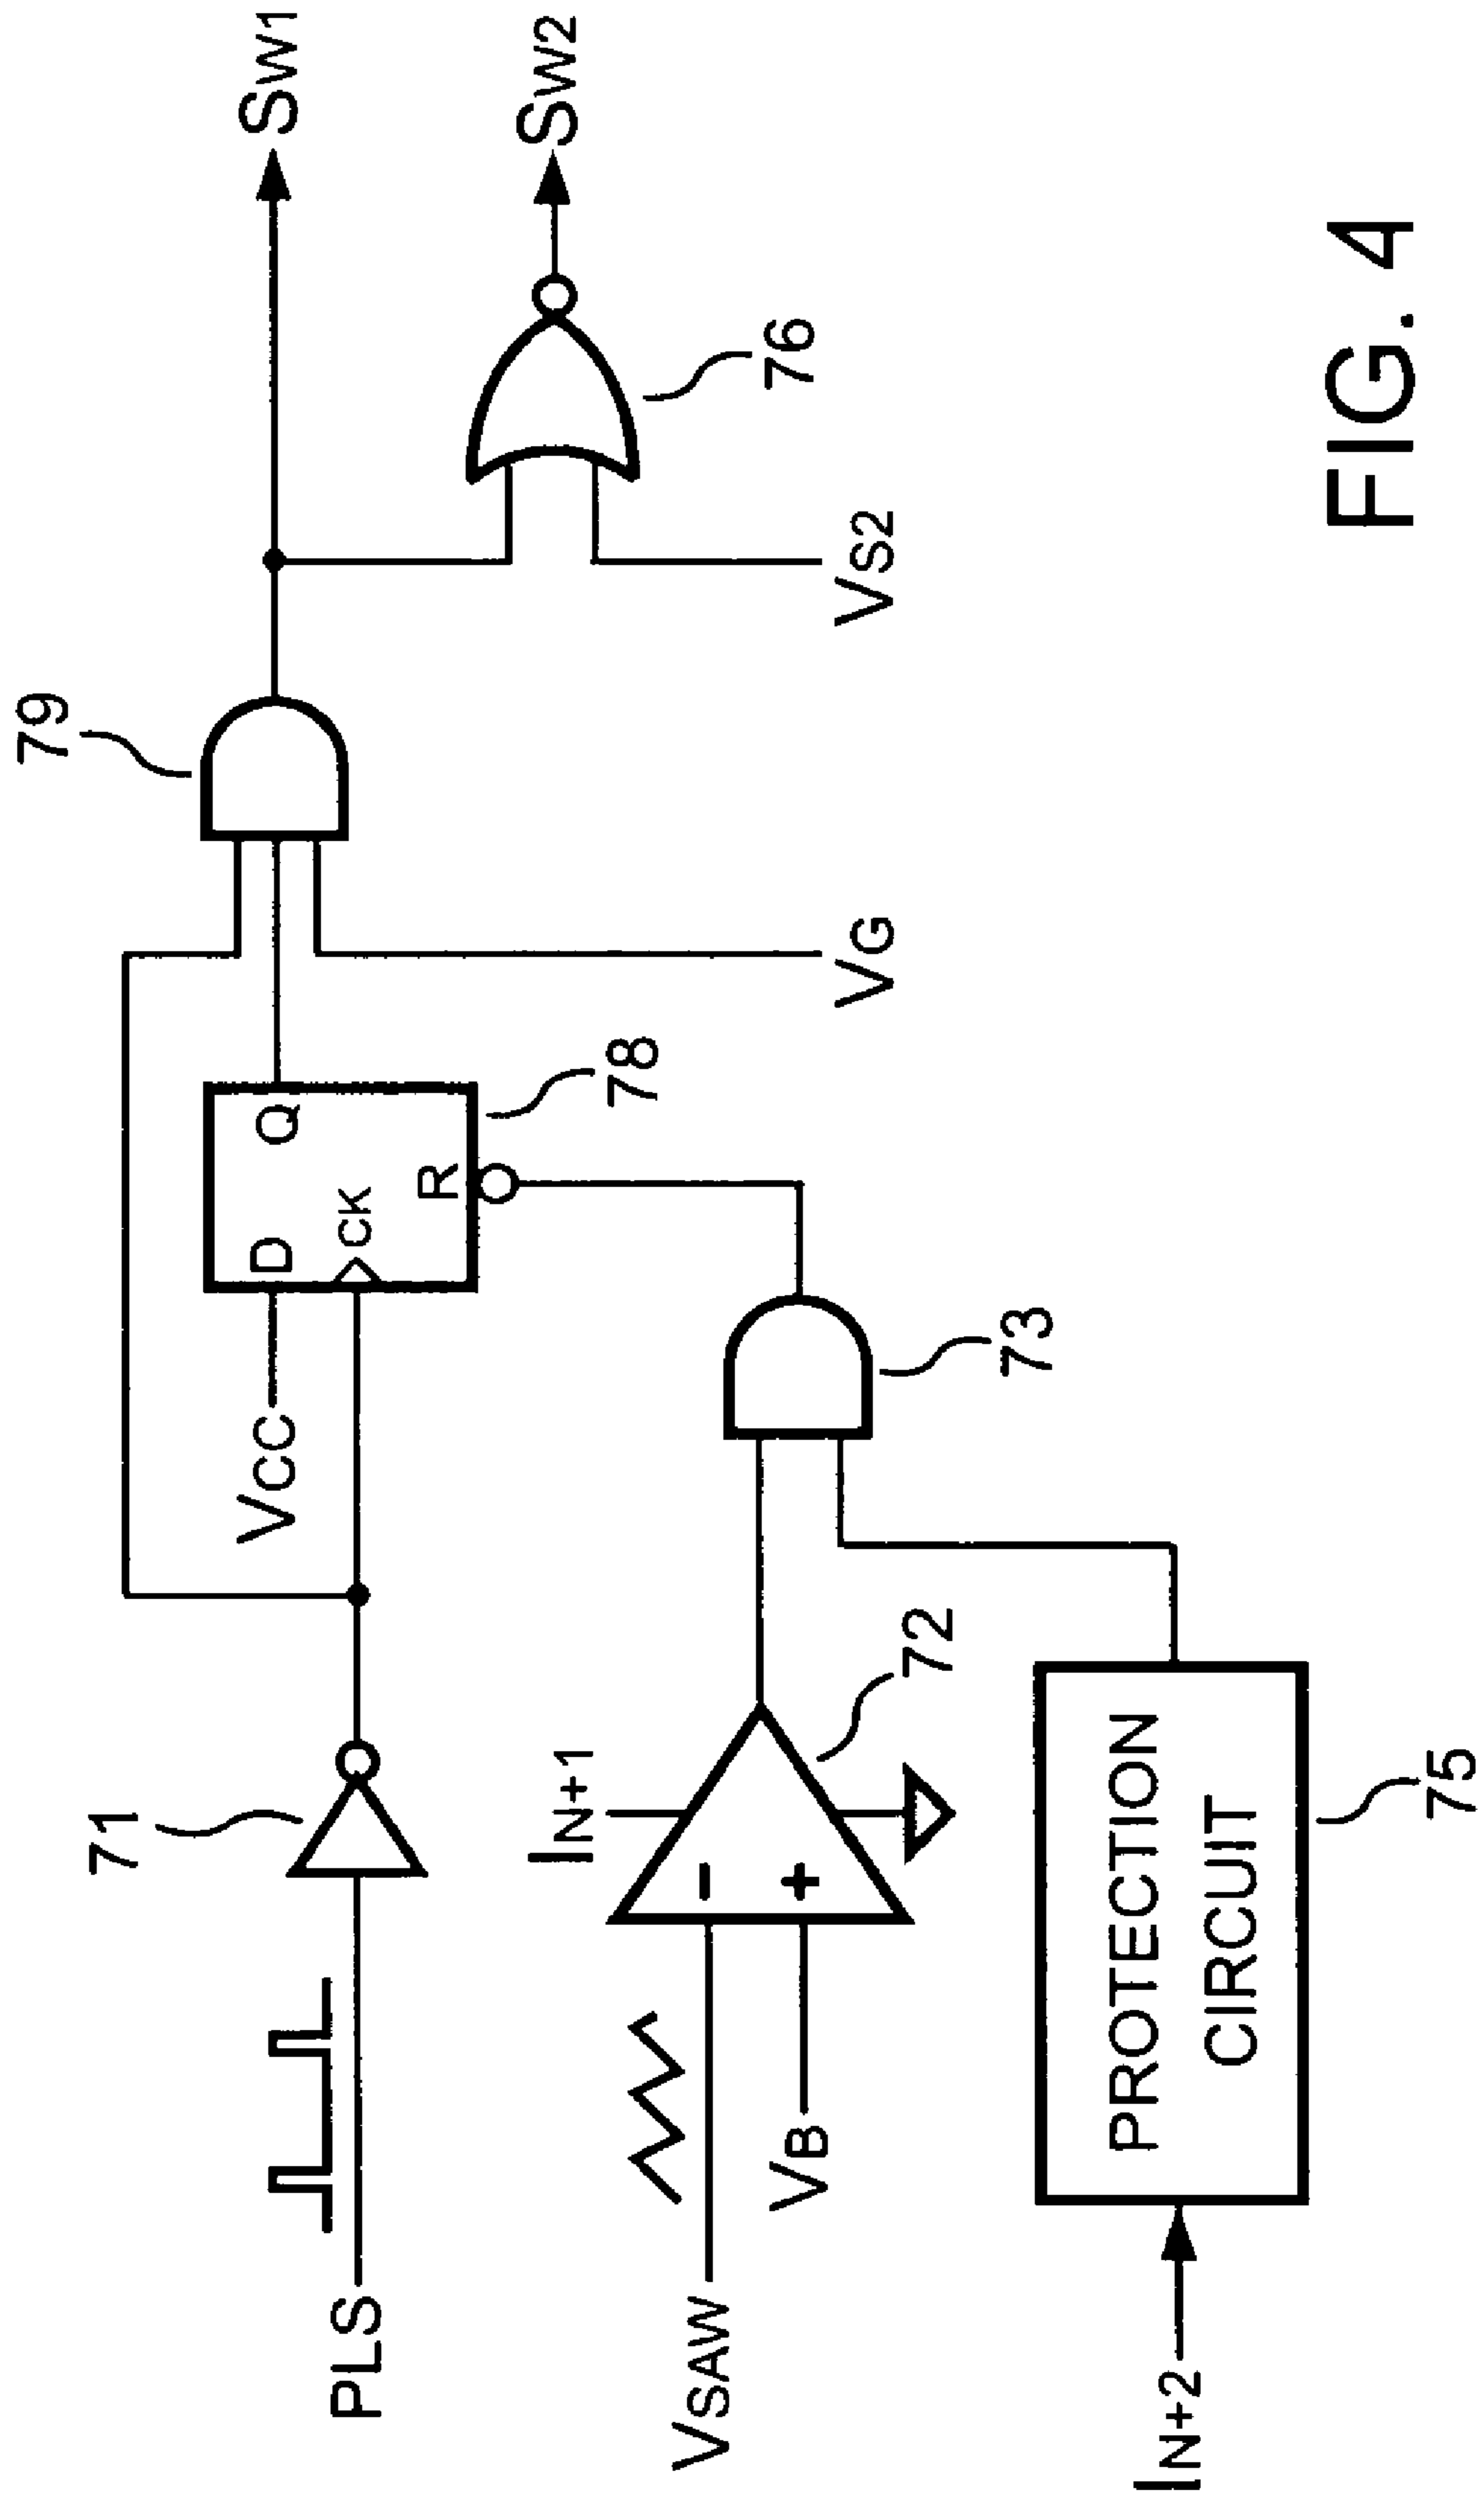 79
SW1
71
VCC
D
Q
CK
R
78
PLS
SW2
76
VS2
VG
IN+1
VSAW
-
+
VB
72
73
PROTECTION
CIRCUIT
IN+2
75
FIG. 4